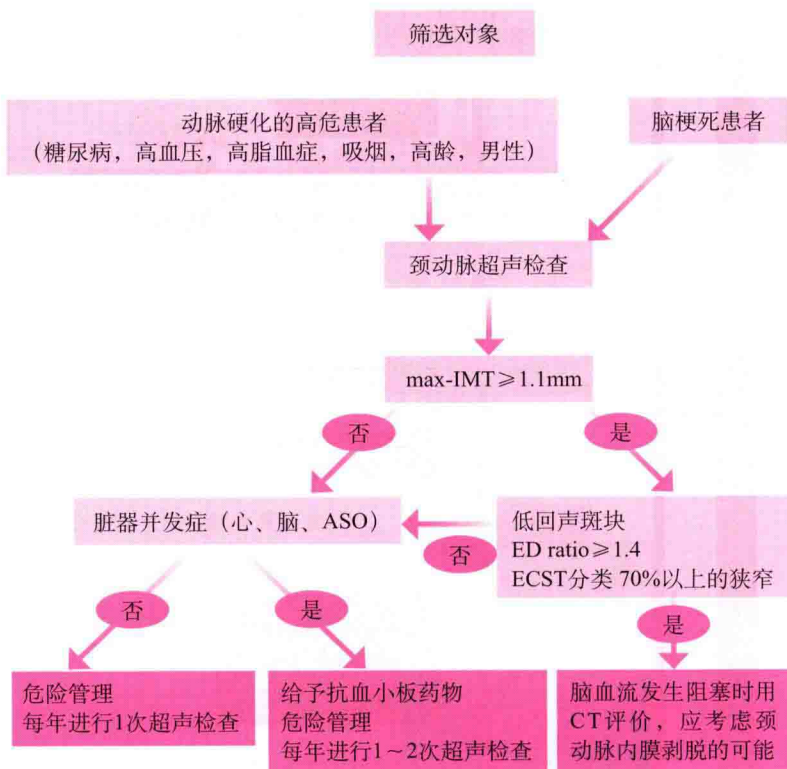 筛选对象
动脉硬化的高危患者
（糖尿病，高血压，高脂血症，吸烟，高龄，男性）
脑梗死患者
颈动脉超声检查
max-IMT≥1.1mm
否
是
脏器并发症（心、脑、ASO）
否
低回声斑块
ED ratio≥1.4
ECST分类 70%以上的狭窄
否
是
是
危险管理
每年进行1次超声检查
给予抗血小板药物
危险管理
每年进行1～2次超声检查
脑血流发生阻塞时用
CT评价，应考虑颈
动脉内膜剥脱的可能